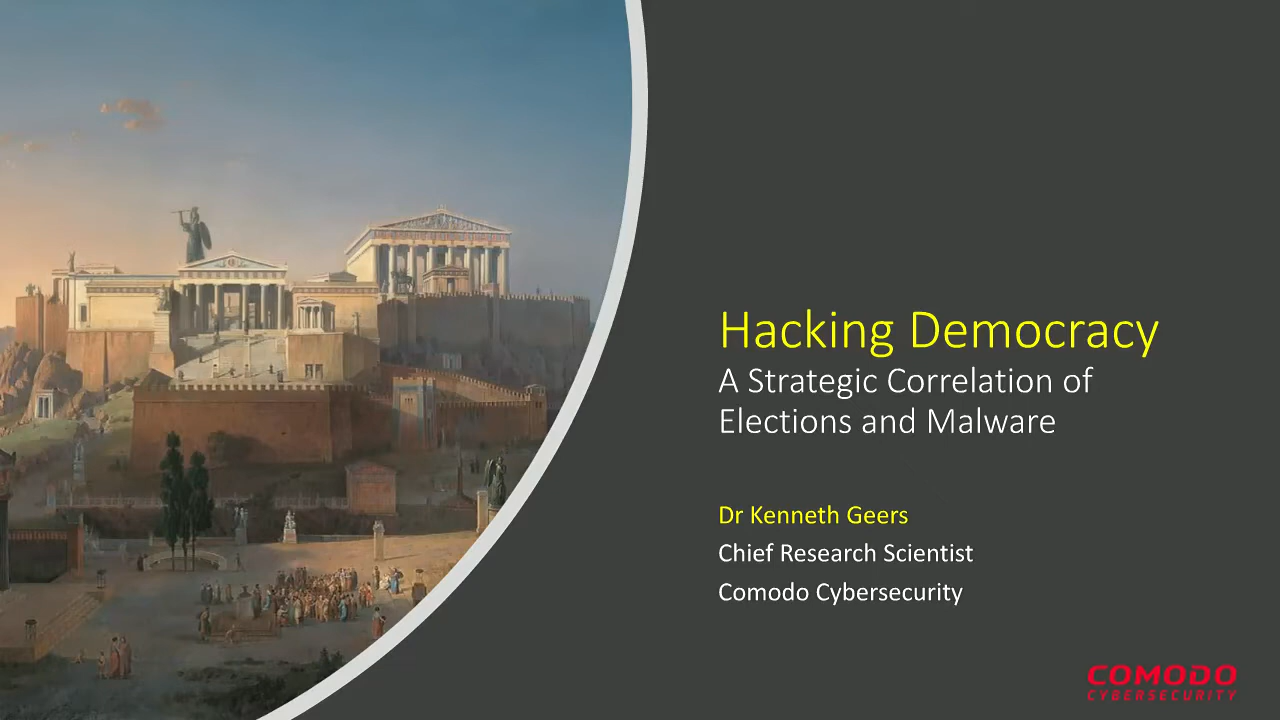 Hacking Democracy
A Strategic Correlation of
Elections and Malware
Dr Kenneth Geers
Chief Research Scientist
Comodo Cybersecurity
COMODO
CYBERSECURITY